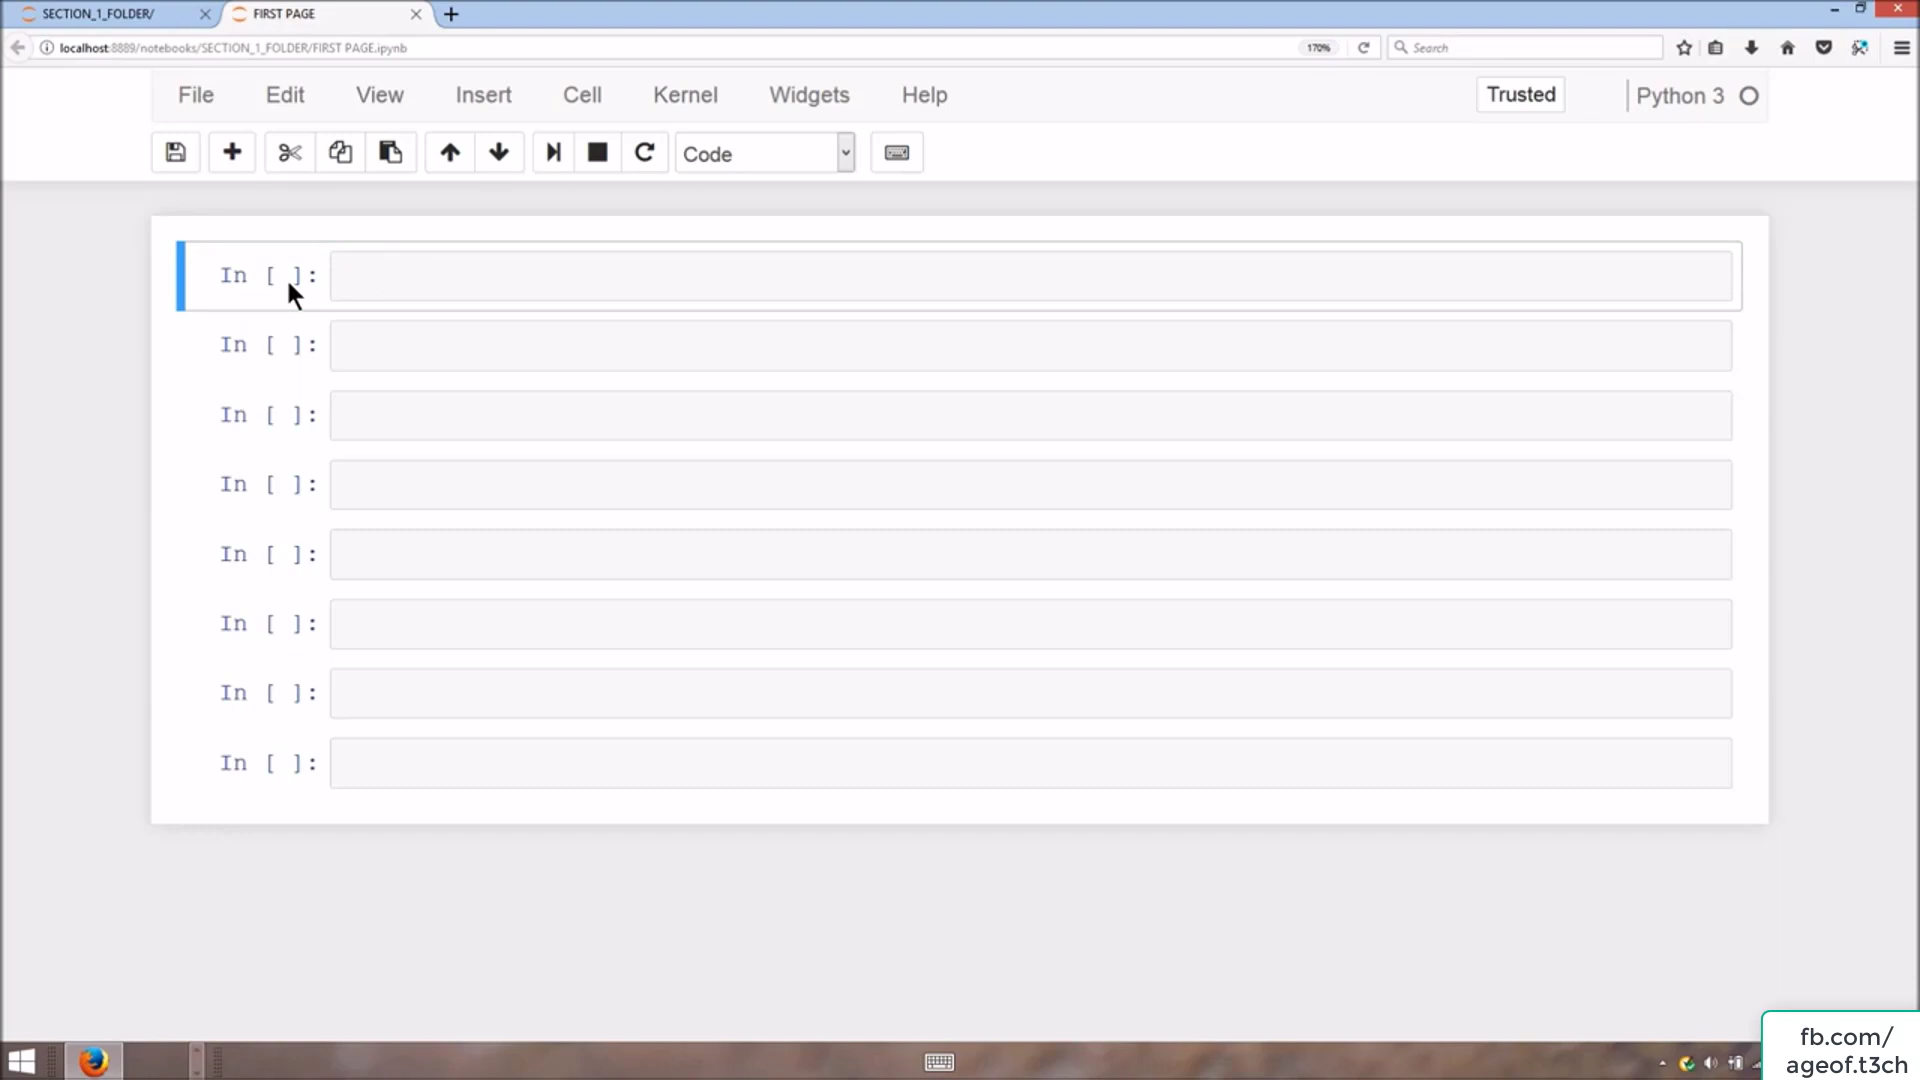 SECTION_1_FOLDER/
FIRST PAGE
localhost:8889/notebooks/SECTION_1_FOLDER/FIRST PAGE.ipynb
170%
Search
File Edit View Insert Cell Kernel Widgets Help
Trusted
Python 3
Code
In [ ]:
In [ ]:
In [ ]:
In [ ]:
In [ ]:
In [ ]:
In [ ]:
In [ ]:
fb.com/
ageof.t3ch